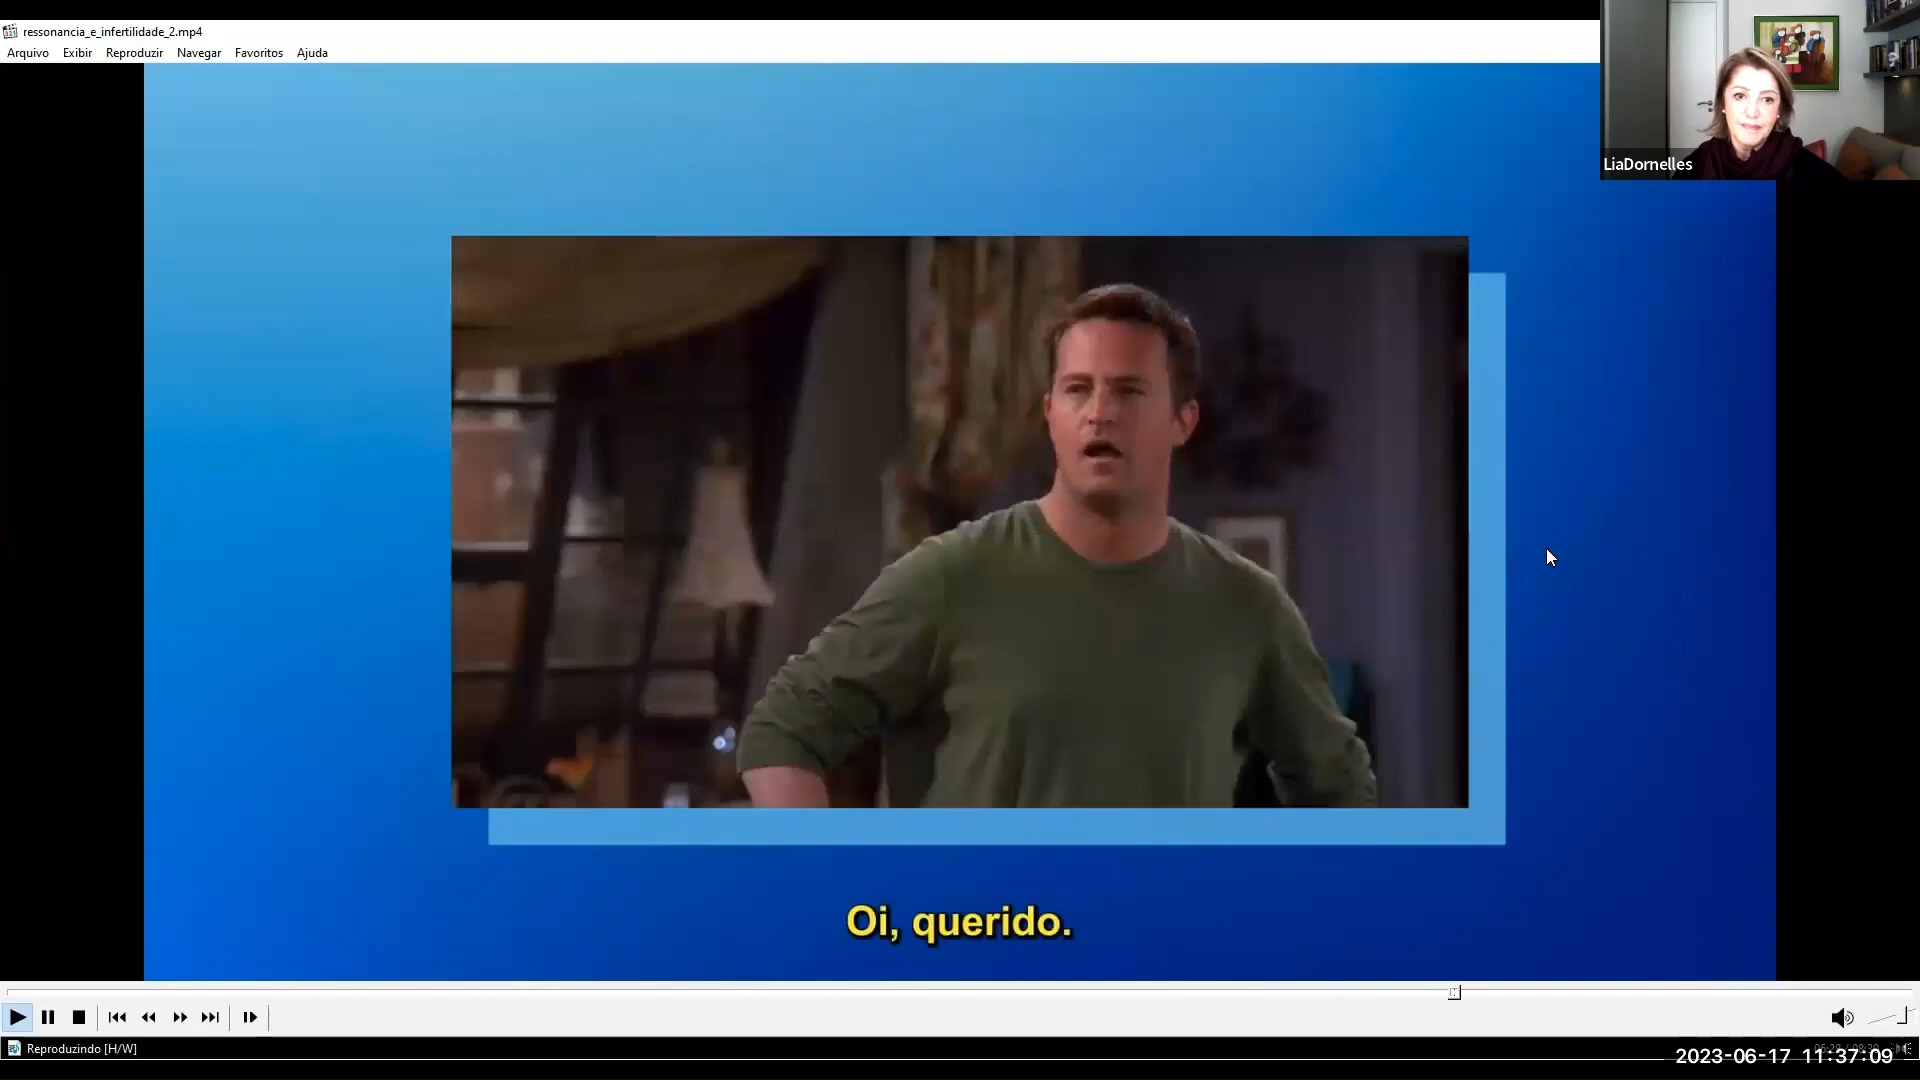 ressonancia_e_infertilidade_2.mp4
Arquivo Exibir Reproduzir Navegar Favoritos Ajuda
LiaDornelles
Oi, querido.
Reproduzindo [H/W]
2023-06-17 11:37:09